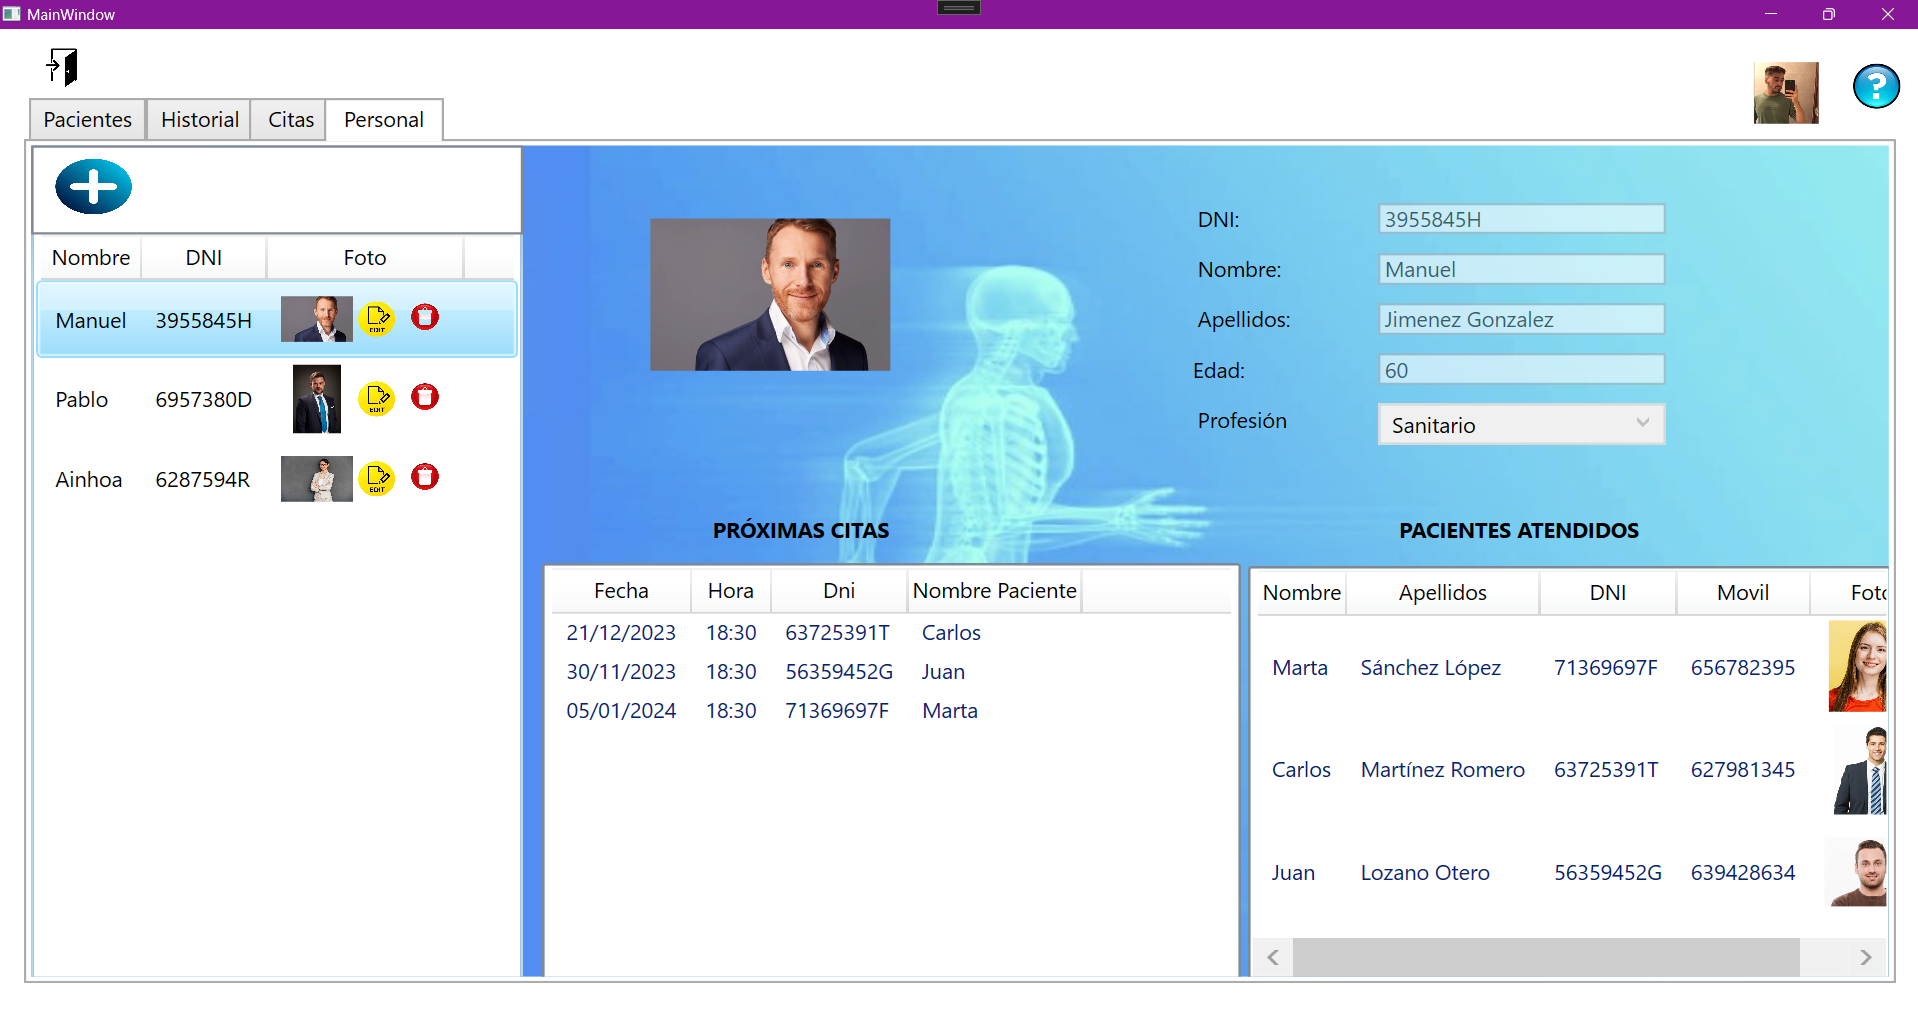 MainWindow
Pacientes Historial Citas Personal
Nombre DNI Foto
Manuel 3955845H EDIT
Pablo 6957380D EDIT
Ainhoa 6287594R EDIT
DNI: 3955845H
Nombre: Manuel
Apellidos: Jimenez Gonzalez
Edad: 60
Profesión Sanitario
PRÓXIMAS CITAS
Fecha Hora Dni Nombre Paciente
21/12/2023 18:30 63725391T Carlos
30/11/2023 18:30 56359452G Juan
05/01/2024 18:30 71369697F Marta
PACIENTES ATENDIDOS
Nombre Apellidos DNI Movil Foto
Marta Sánchez López 71369697F 656782395
Carlos Martínez Romero 63725391T 627981345
Juan Lozano Otero 56359452G 639428634